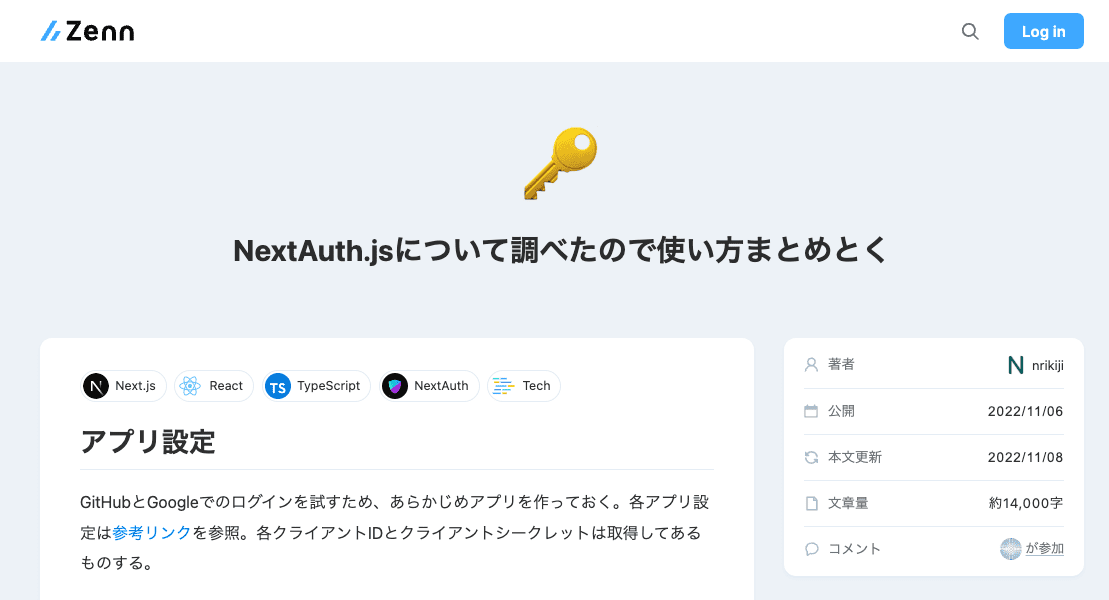 Zenn
Log in
NextAuth.jsについて調べたので使い方まとめとく
Next.js React TypeScript NextAuth Tech
アプリ設定
GitHubとGoogleでのログインを試すため、あらかじめアプリを作っておく。各アプリ設
定は参考リンクを参照。各クライアントIDとクライアントシークレットは取得してある
ものする。
著者 nrikiji
公開 2022/11/06
本文更新 2022/11/08
文章量 約14,000字
コメント が参加